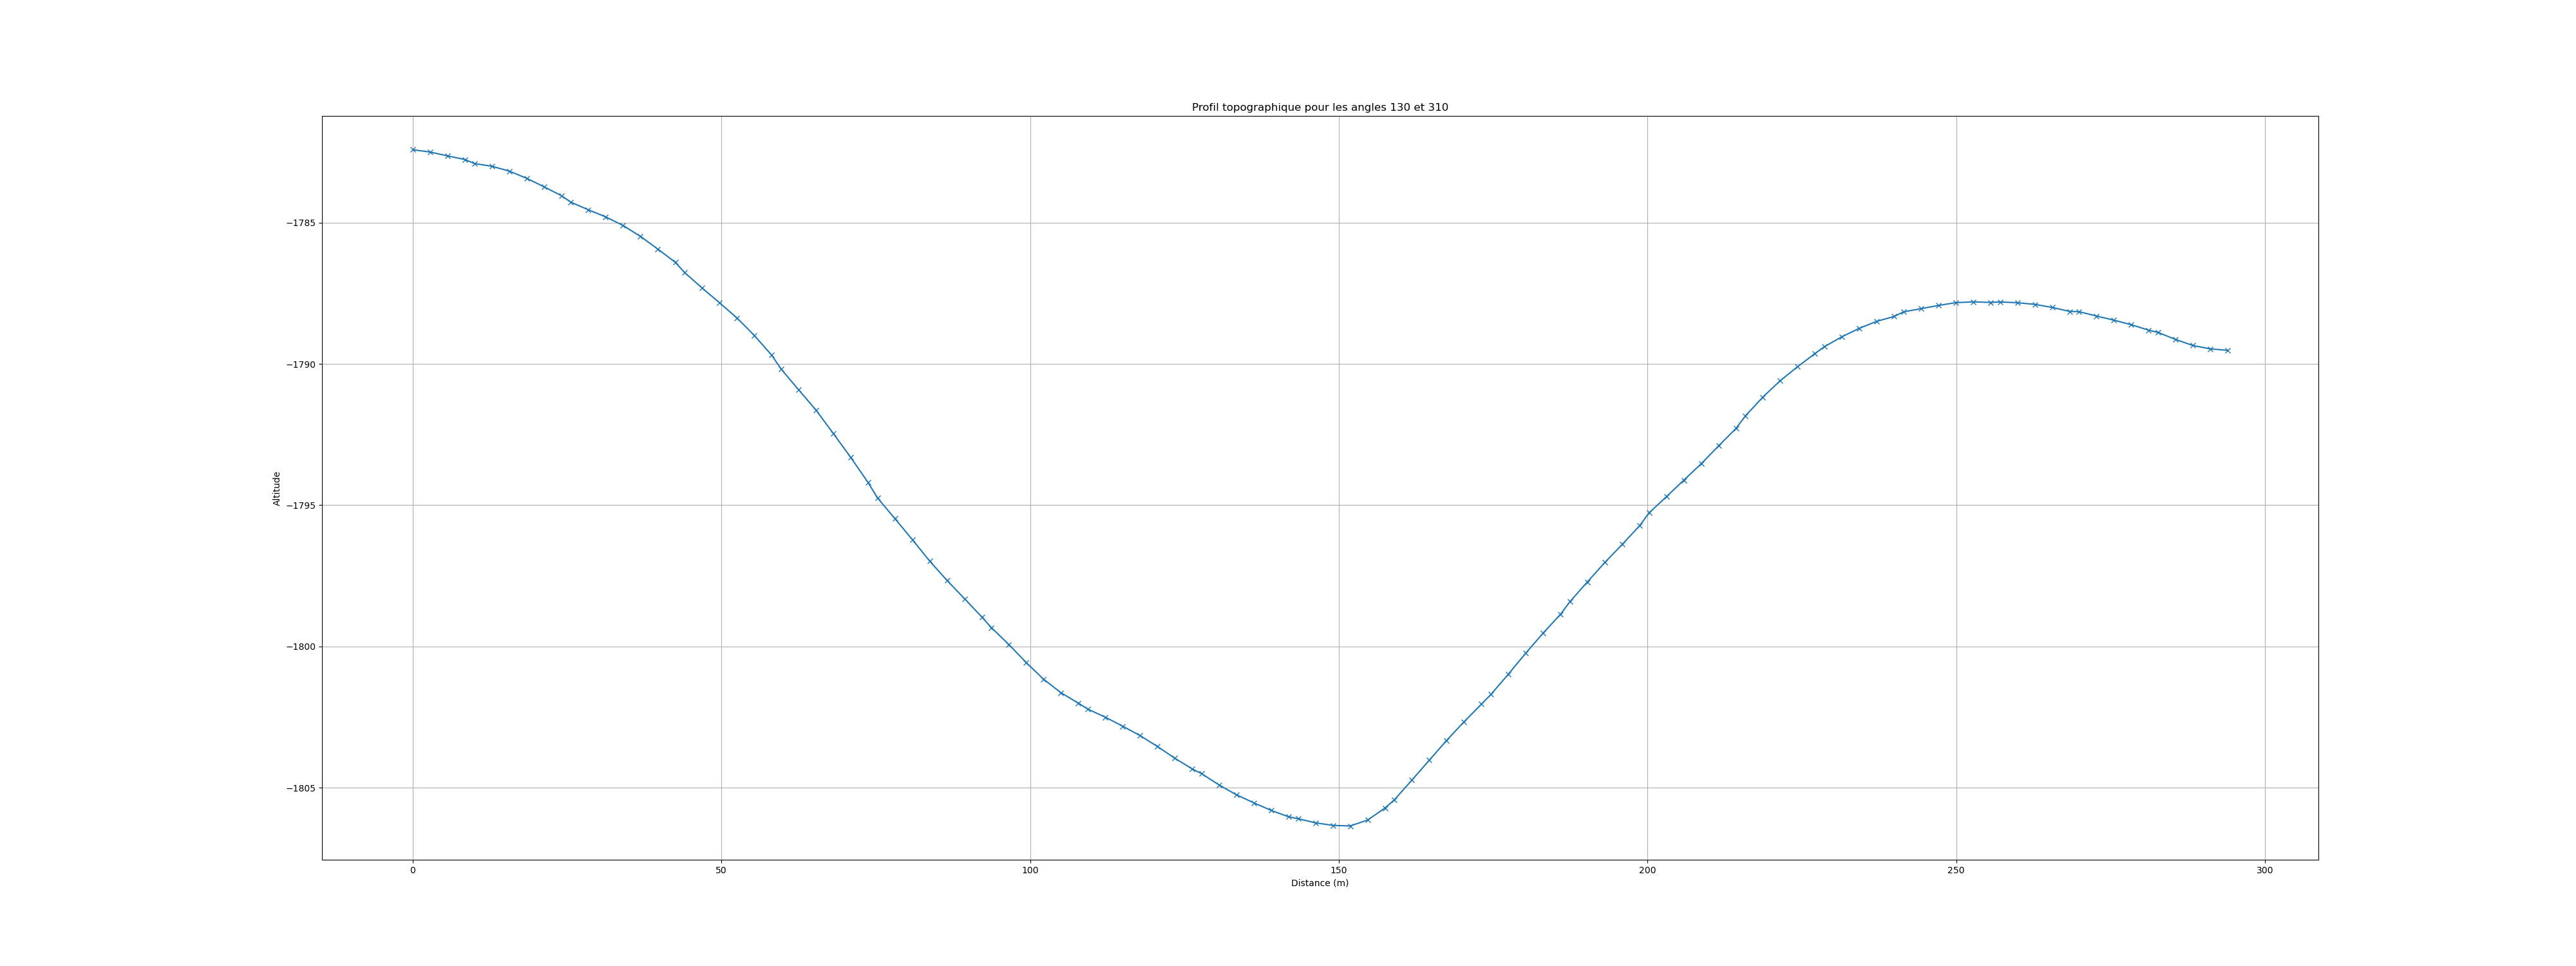 Profil topographique pour les angles 130 et 310
Altitude
−1785
−1790
−1795
−1800
−1805
0 50 100 150 200 250 300
Distance (m)